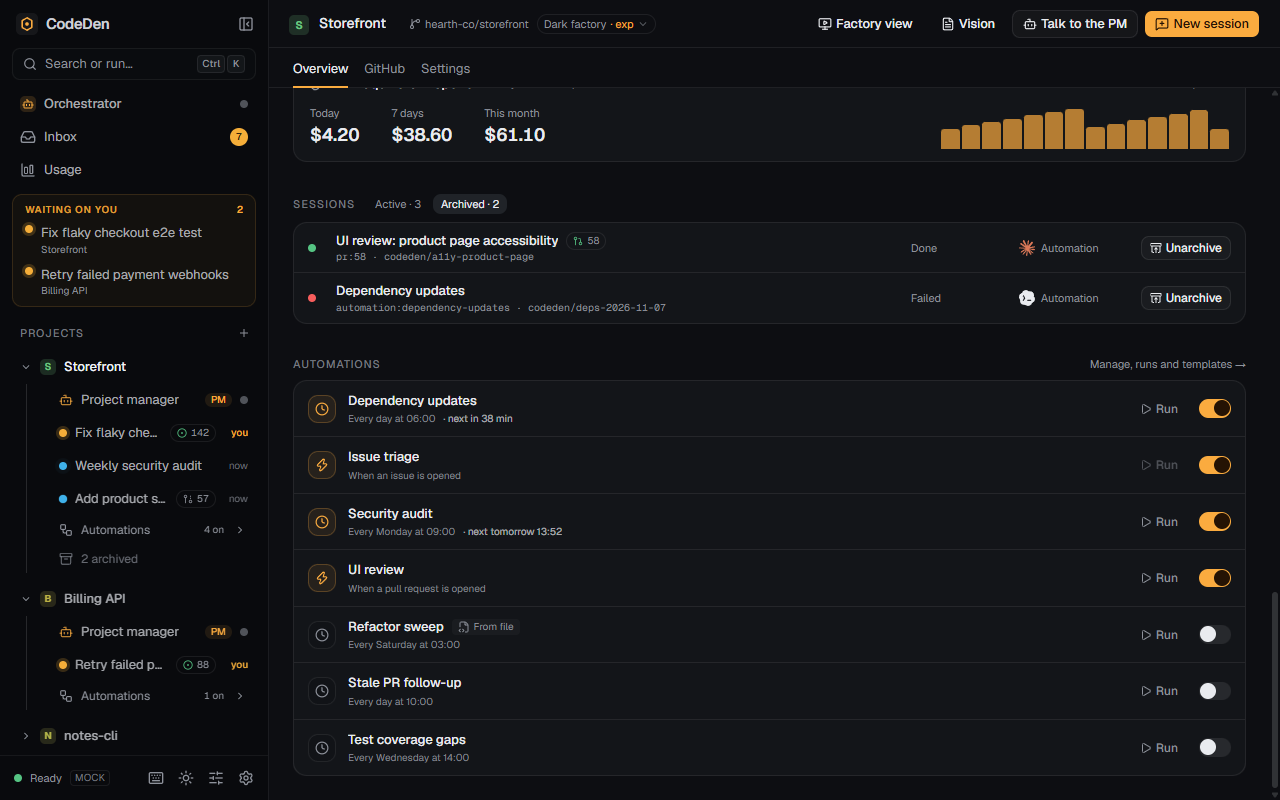 CodeDen
Search or run... Ctrl K
Orchestrator
Inbox 7
Usage
WAITING ON YOU 2
Fix flaky checkout e2e test
Storefront
Retry failed payment webhooks
Billing API
PROJECTS
S Storefront
Project manager PM
Fix flaky che... 142 you
Weekly security audit now
Add product s... 57 now
Automations 4 on
2 archived
B Billing API
Project manager PM
Retry failed p... 88 you
Automations 1 on
N notes-cli
Ready MOCK
S Storefront hearth-co/storefront Dark factory · exp
Factory view Vision Talk to the PM New session
Overview GitHub Settings
Today 7 days This month
$4.20 $38.60 $61.10
SESSIONS Active · 3 Archived · 2
UI review: product page accessibility 58
pr:58 · codeden/a11y-product-page
Done Automation Unarchive
Dependency updates
automation:dependency-updates · codeden/deps-2026-11-07
Failed Automation Unarchive
AUTOMATIONS Manage, runs and templates →
Dependency updates
Every day at 06:00 · next in 38 min
Run
Issue triage
When an issue is opened
Run
Security audit
Every Monday at 09:00 · next tomorrow 13:52
Run
UI review
When a pull request is opened
Run
Refactor sweep From file
Every Saturday at 03:00
Run
Stale PR follow-up
Every day at 10:00
Run
Test coverage gaps
Every Wednesday at 14:00
Run